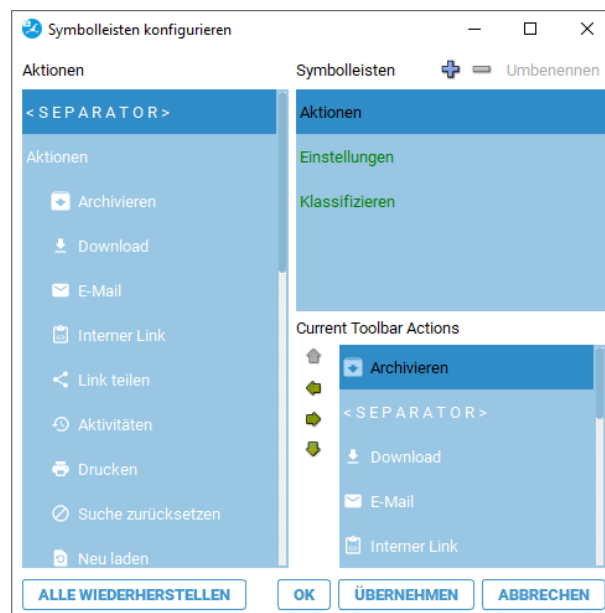 Symbolleisten konfigurieren
Aktionen
<SEPARATOR>
Aktionen
Archivieren
Download
E-Mail
Interner Link
Link teilen
Aktivitäten
Drucken
Suche zurücksetzen
Neu laden
Symbolleisten
Umbenennen
Aktionen
Einstellungen
Klassifizieren
Current Toolbar Actions
Archivieren
<SEPARATOR>
Download
E-Mail
Interner Link
ALLE WIEDERHERSTELLEN
OK
ÜBERNEHMEN
ABBRECHEN